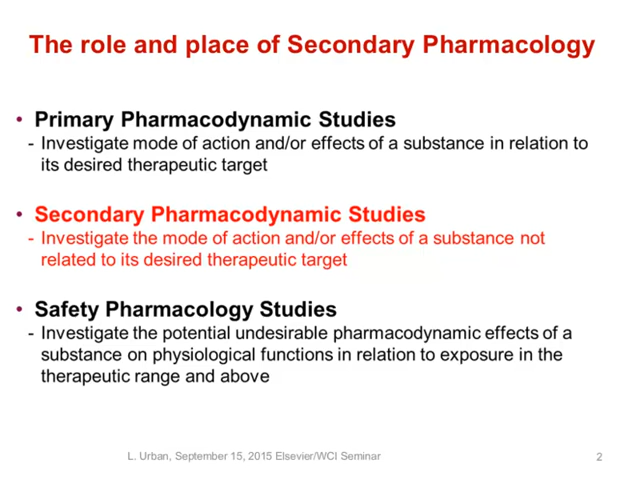 The role and place of Secondary Pharmacology
• Primary Pharmacodynamic Studies
- Investigate mode of action and/or effects of a substance in relation to
its desired therapeutic target
• Secondary Pharmacodynamic Studies
- Investigate the mode of action and/or effects of a substance not
related to its desired therapeutic target
• Safety Pharmacology Studies
- Investigate the potential undesirable pharmacodynamic effects of a
substance on physiological functions in relation to exposure in the
therapeutic range and above
L. Urban, September 15, 2015 Elsevier/WCI Seminar
2